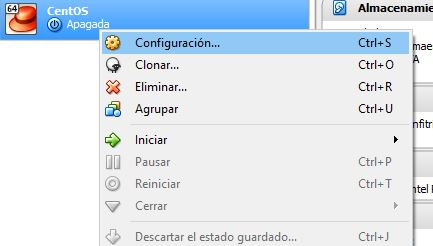 64
CentOS
Apagada
Almacenamien
Configuración... Ctrl+S
Clonar... Ctrl+O
Eliminar... Ctrl+R
Agrupar Ctrl+U
Iniciar
Pausar Ctrl+P
Reiniciar Ctrl+T
Cerrar
Descartar el estado guardado... Ctrl+J